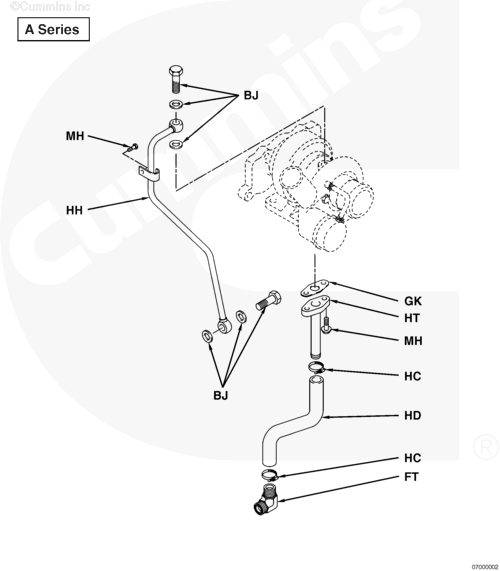 ©Cummins Inc
A Series
BJ
MH
HH
GK
HT
MH
BJ
HC
HD
HC
FT
Cummins
®
07000002